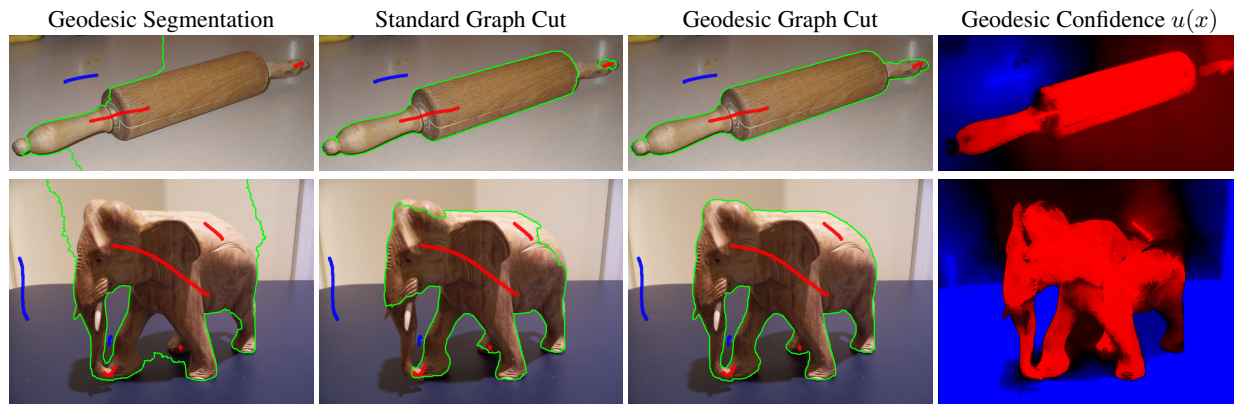 Geodesic Segmentation
Standard Graph Cut
Geodesic Graph Cut
Geodesic Confidence u(x)